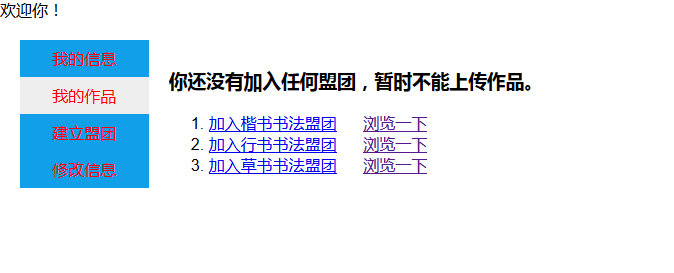 欢迎你！
我的信息
我的作品
建立盟团
修改信息
你还没有加入任何盟团，暂时不能上传作品。
1. 加入楷书书法盟团 浏览一下
2. 加入行书书法盟团 浏览一下
3. 加入草书书法盟团 浏览一下